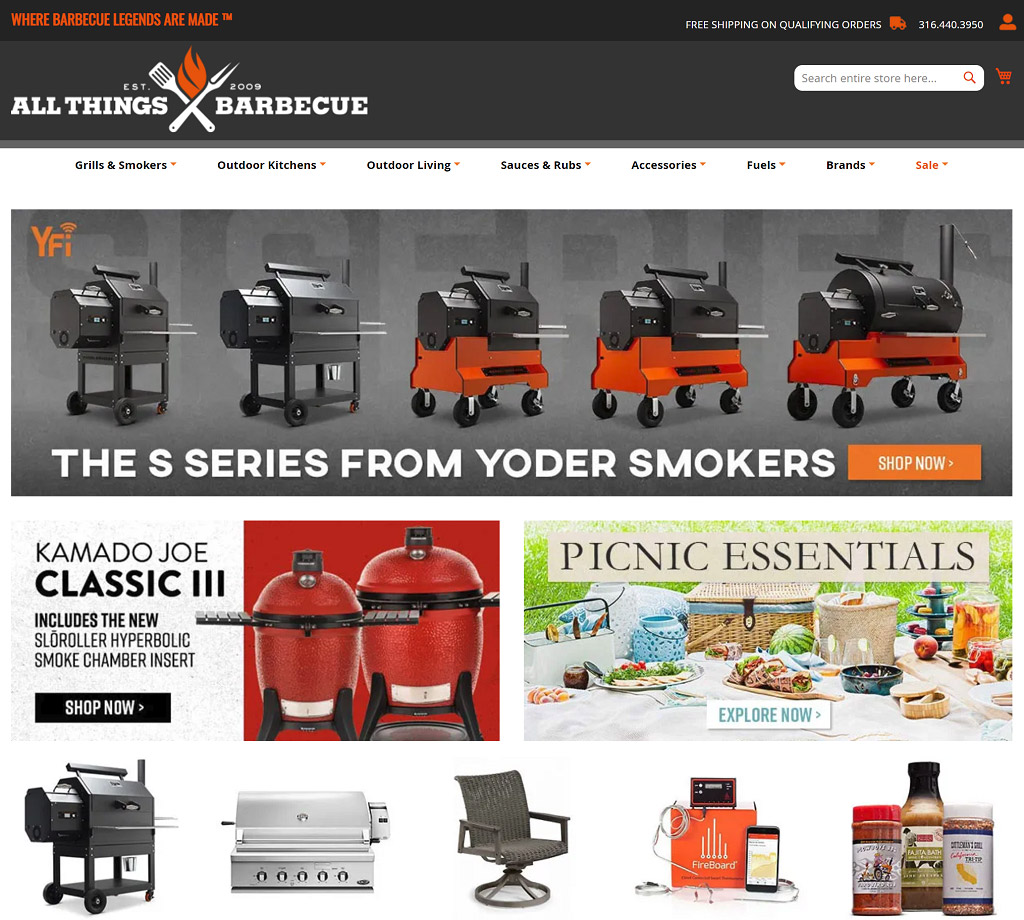 WHERE BARBECUE LEGENDS ARE MADE ™
FREE SHIPPING ON QUALIFYING ORDERS 316.440.3950
EST. 2009
ALL THINGS BARBECUE
Search entire store here...
Grills & Smokers Outdoor Kitchens Outdoor Living Sauces & Rubs Accessories Fuels Brands Sale
YFi
THE S SERIES FROM YODER SMOKERS SHOP NOW >
KAMADO JOE
CLASSIC III
INCLUDES THE NEW
SLŌROLLER HYPERBOLIC
SMOKE CHAMBER INSERT
SHOP NOW >
PICNIC ESSENTIALS
EXPLORE NOW >
FireBoard
FAJITA BATH
CATTLEMAN'S GRILL
California
TRI-TIP